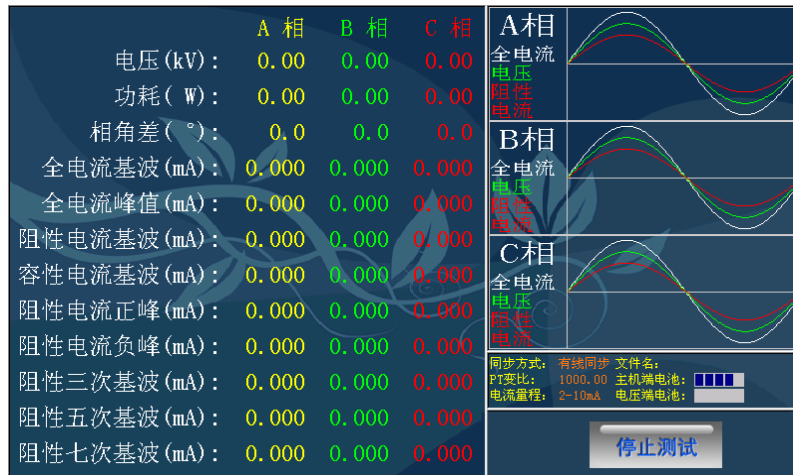 A 相 B 相 C 相
电压(kV): 0.00 0.00 0.00
功耗( W): 0.00 0.00 0.00
相角差( °): 0.0 0.0 0.0
全电流基波(mA): 0.000 0.000 0.000
全电流峰值(mA): 0.000 0.000 0.000
阻性电流基波(mA): 0.000 0.000 0.000
容性电流基波(mA): 0.000 0.000 0.000
阻性电流正峰(mA): 0.000 0.000 0.000
阻性电流负峰(mA): 0.000 0.000 0.000
阻性三次基波(mA): 0.000 0.000 0.000
阻性五次基波(mA): 0.000 0.000 0.000
阻性七次基波(mA): 0.000 0.000 0.000
A相
全电流
电压
阻性
电流
B相
全电流
电压
阻性
电流
C相
全电流
电压
阻性
电流
同步方式: 有线同步 文件名:
PT变比: 1000.00 主机端电池:
电流量程: 2-10mA 电压端电池:
停止测试